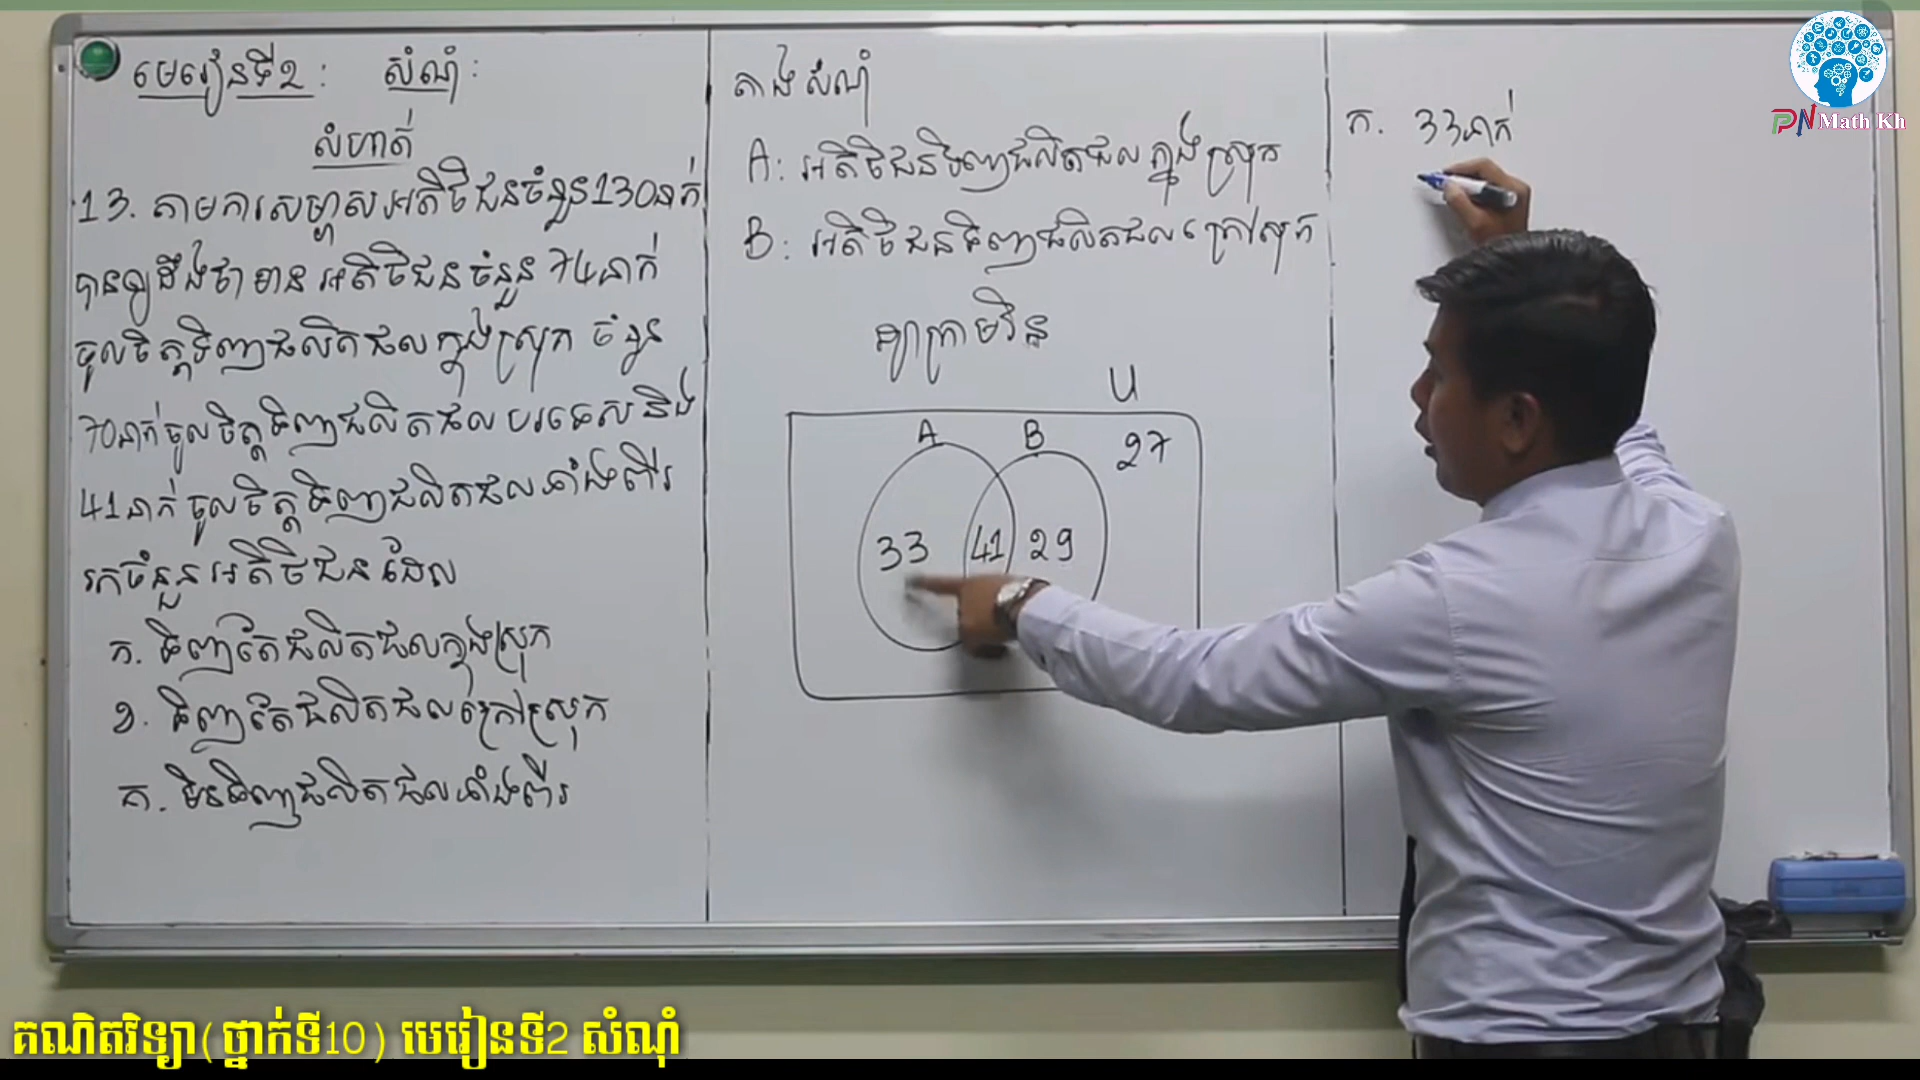 មេរៀនទី២ : សំណុំ :
សំហាត់
13. តាមការសម្ភាសអតិថិជនចំនួន130នាក់
បានឲ្យដឹងថា មាន អតិថិជនចំនួន 74នាក់
ចូលចិត្តទិញផលិតផលក្នុងស្រុក ចំនួន
70នាក់ចូលចិត្តទិញផលិតផល បរទេសនិង
41នាក់ ចូលចិត្តទិញផលិតផលទាំងពីរ
រកចំនួនអតិថិជនដែល
ក. ទិញតែផលិតផលក្នុងស្រុក
ខ. ទិញតែផលិតផលក្រៅស្រុក
គ. មិនទិញផលិតផលទាំងពីរ
តាងសំណុំ
A: អតិថិជនទិញផលិតផលក្នុងស្រុក
B: អតិថិជនទិញផលិតផលក្រៅស្រុក
ដ្យាក្រាមវិន
U
A B 27
33 41 29
ក. 33នាក់
PN Math Kh
គណិតវិទ្យា(ថ្នាក់ទី10) មេរៀនទី2 សំណុំ